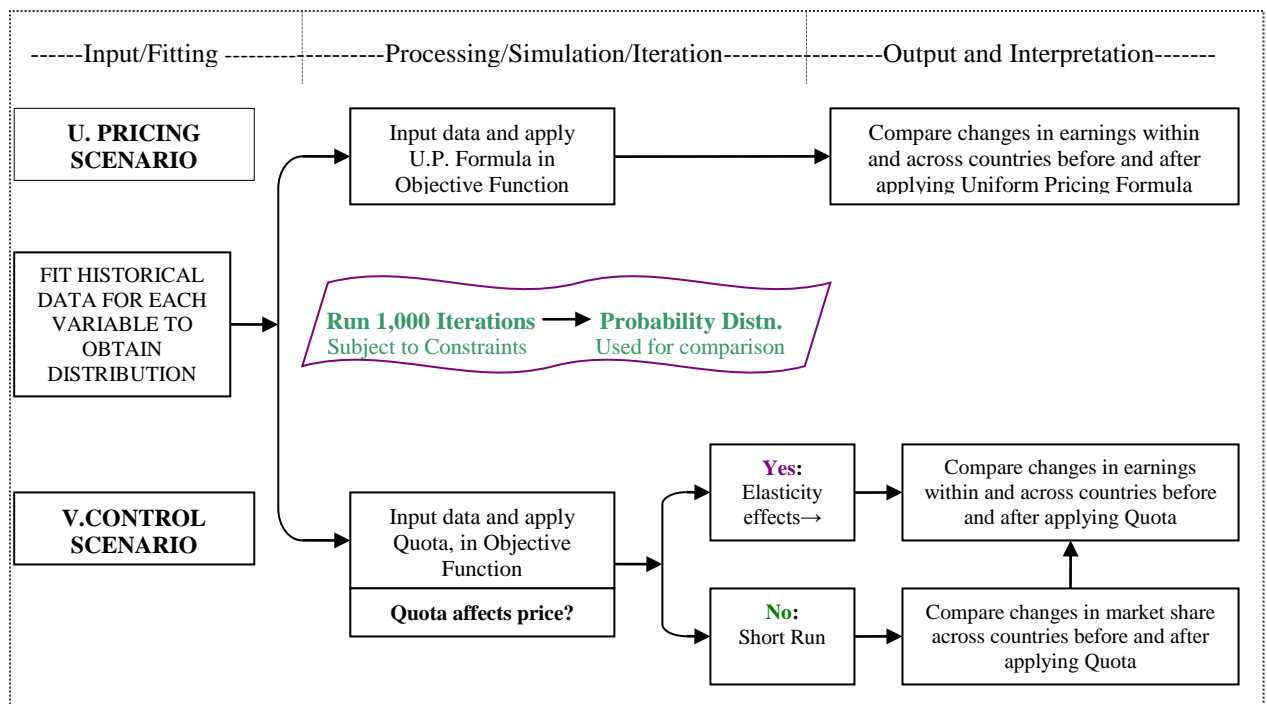 ------Input/Fitting ---------
-------Processing/Simulation/Iteration-------
------Output and Interpretation------
U. PRICING
SCENARIO
Input data and apply
U.P. Formula in
Objective Function
Compare changes in earnings within
and across countries before and after
applying Uniform Pricing Formula
FIT HISTORICAL
DATA FOR EACH
VARIABLE TO
OBTAIN
DISTRIBUTION
Run 1,000 Iterations
Subject to Constraints
Probability Distn.
Used for comparison
V.CONTROL
SCENARIO
Input data and apply
Quota, in Objective
Function
Quota affects price?
Yes:
Elasticity
effects→
Compare changes in earnings
within and across countries before
and after applying Quota
No:
Short Run
Compare changes in market share
across countries before and after
applying Quota